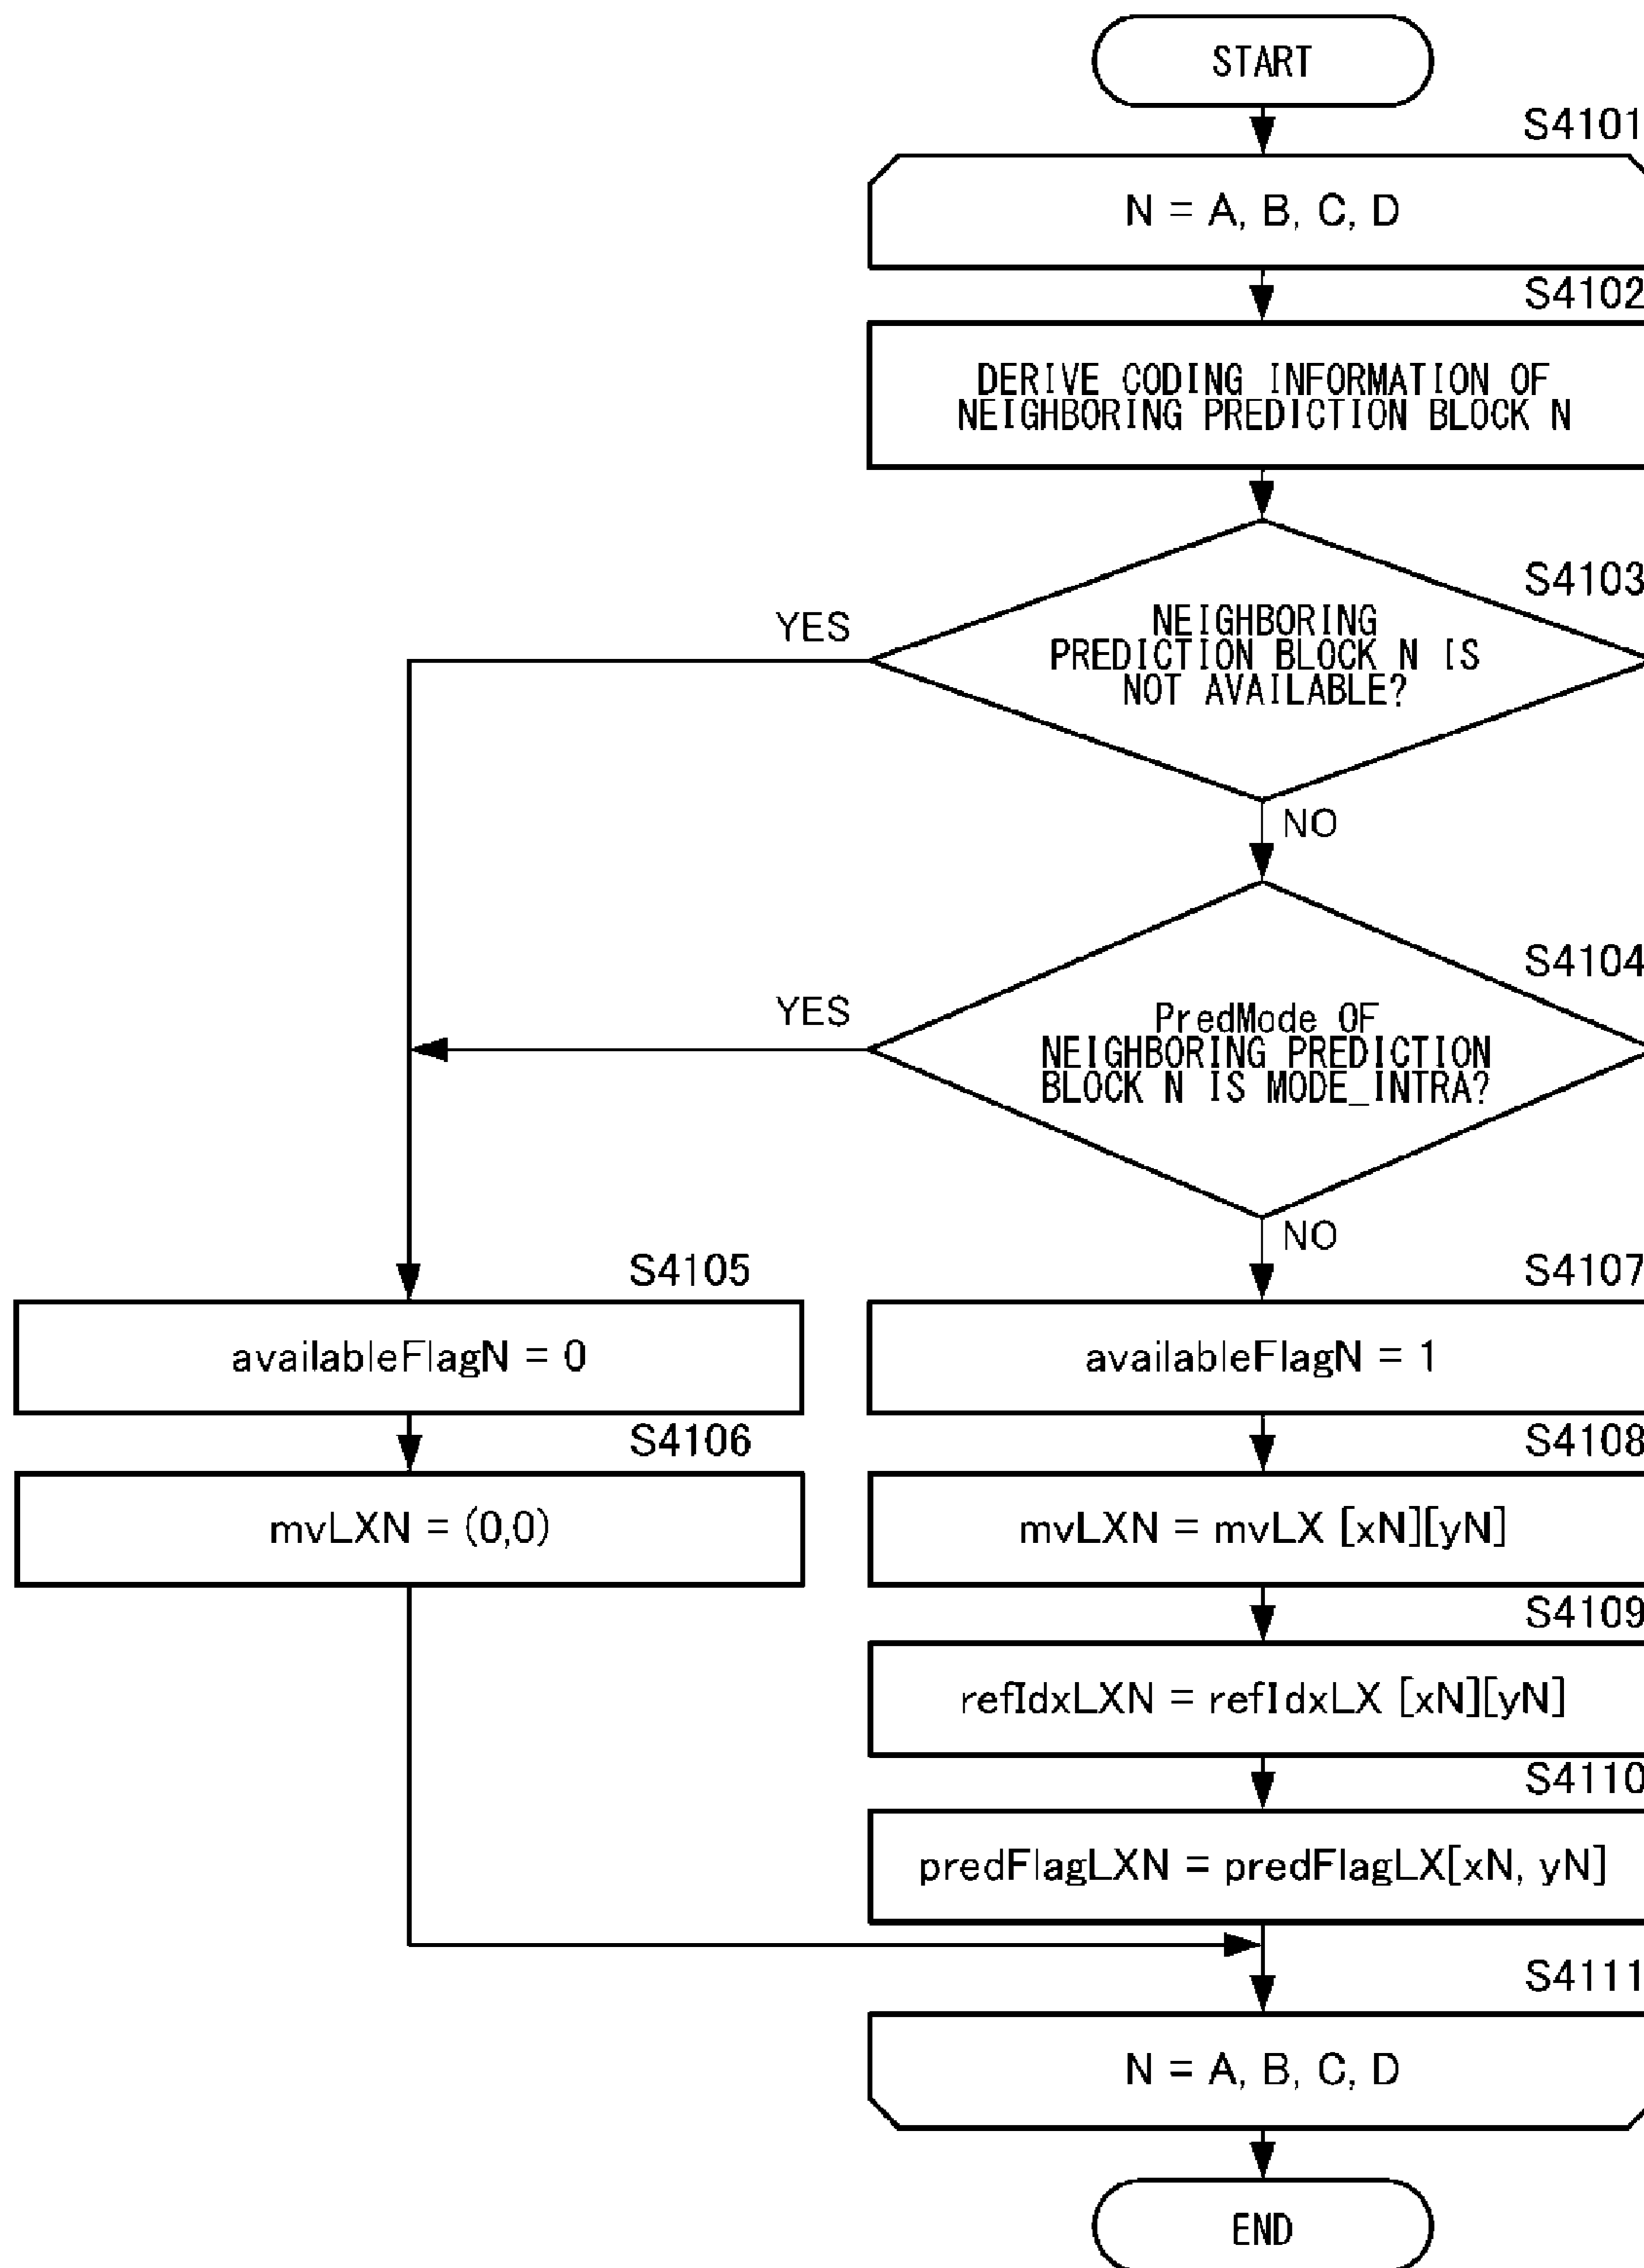 START
S4101
N = A, B, C, D
S4102
DERIVE CODING INFORMATION OF
NEIGHBORING PREDICTION BLOCK N
S4103
YES
NEIGHBORING
PREDICTION BLOCK N IS
NOT AVAILABLE?
NO
S4104
YES
PredMode OF
NEIGHBORING PREDICTION
BLOCK N IS MODE_INTRA?
NO
S4105
availableFlagN = 0
S4106
mvLXN = (0,0)
S4107
availableFlagN = 1
S4108
mvLXN = mvLX [xN][yN]
S4109
refIdxLXN = refIdxLX [xN][yN]
S4110
predFlagLXN = predFlagLX[xN, yN]
S4111
N = A, B, C, D
END